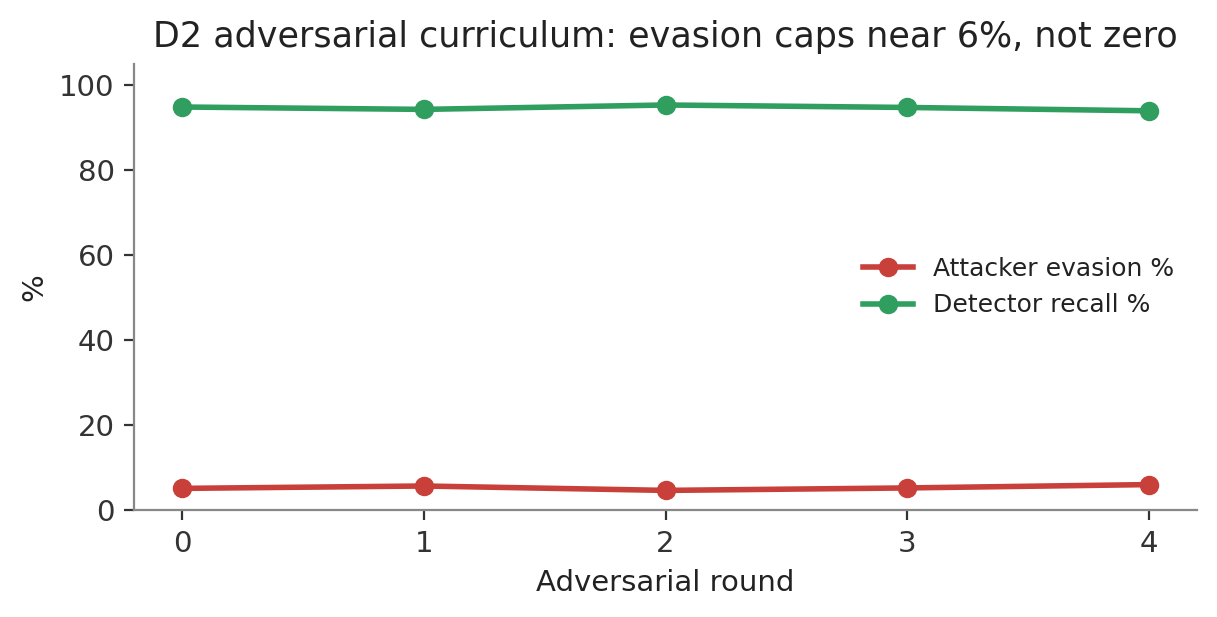 D2 adversarial curriculum: evasion caps near 6%, not zero
100
80
60
40
20
0
%
Attacker evasion %
Detector recall %
0 1 2 3 4
Adversarial round